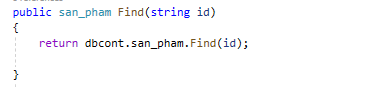 public san_pham Find(string id)
{
return dbcont.san_pham.Find(id);
}